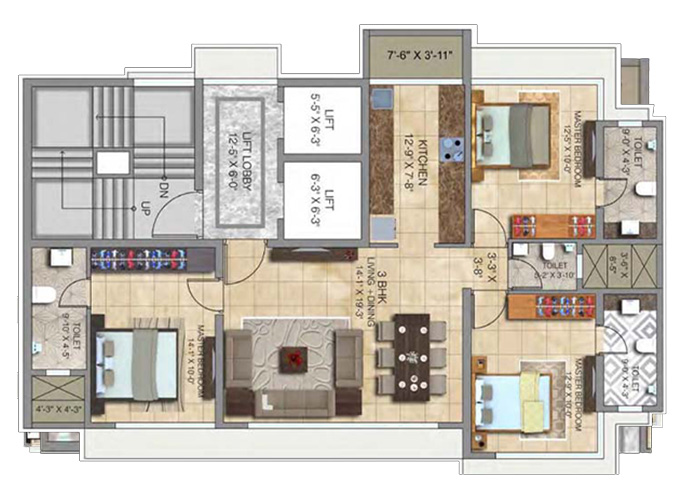 7'-6" X 3'-11"
LIFT
5'-5" X 6'-3"
LIFT
6'-3" X 6'-3"
LIFT LOBBY
12'-5" X 6'-0"
DN
UP
KITCHEN
12'-9" X 7'-8"
MASTER BEDROOM
12'-5" X 10'-0"
TOILET
9'-0" X 4'-3"
3'-3" X
3'-8"
TOILET
5'-2" X 3'-10"
3'-6" X
6'-5"
3 BHK
LIVING + DINING
14'-1" X 19'-3"
TOILET
9'-10" X 4'-5"
MASTER BEDROOM
14'-1" X 10'-0"
MASTER BEDROOM
12'-9" X 10'-0"
TOILET
9'-0" X 4'-3"
4'-3" X 4'-3"